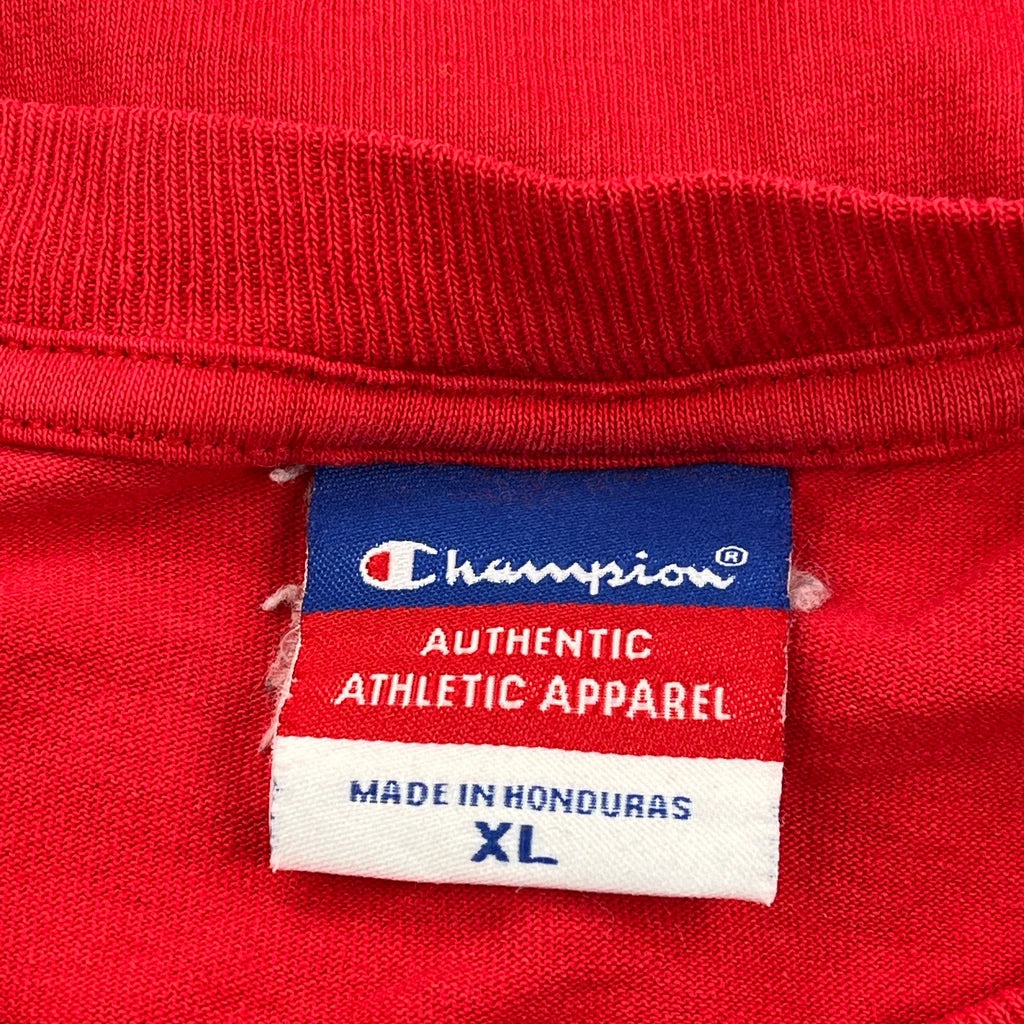 Champion®
AUTHENTIC
ATHLETIC APPAREL
MADE IN HONDURAS
XL